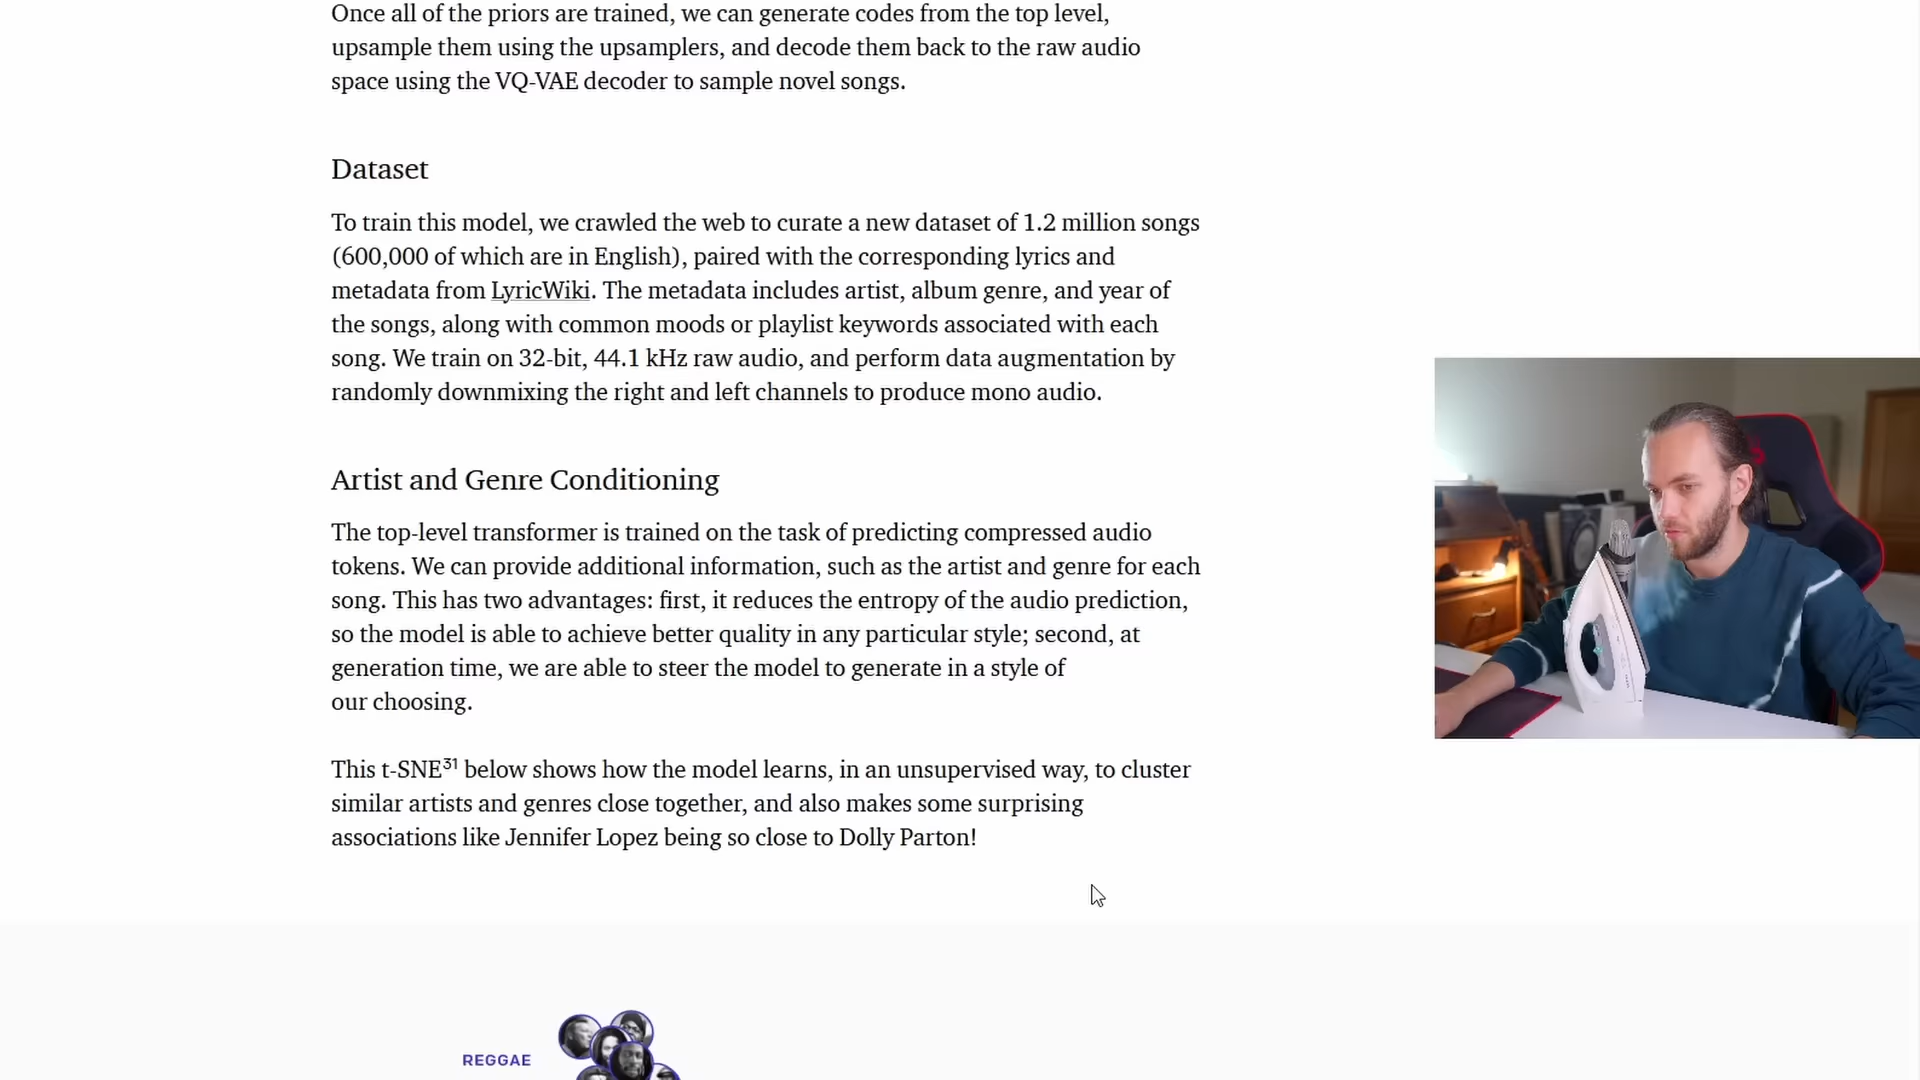 Once all of the priors are trained, we can generate codes from the top level,
upsample them using the upsamplers, and decode them back to the raw audio
space using the VQ-VAE decoder to sample novel songs.
Dataset
To train this model, we crawled the web to curate a new dataset of 1.2 million songs
(600,000 of which are in English), paired with the corresponding lyrics and
metadata from LyricWiki. The metadata includes artist, album genre, and year of
the songs, along with common moods or playlist keywords associated with each
song. We train on 32-bit, 44.1 kHz raw audio, and perform data augmentation by
randomly downmixing the right and left channels to produce mono audio.
Artist and Genre Conditioning
The top-level transformer is trained on the task of predicting compressed audio
tokens. We can provide additional information, such as the artist and genre for each
song. This has two advantages: first, it reduces the entropy of the audio prediction,
so the model is able to achieve better quality in any particular style; second, at
generation time, we are able to steer the model to generate in a style of
our choosing.
This t-SNE³¹ below shows how the model learns, in an unsupervised way, to cluster
similar artists and genres close together, and also makes some surprising
associations like Jennifer Lopez being so close to Dolly Parton!
REGGAE